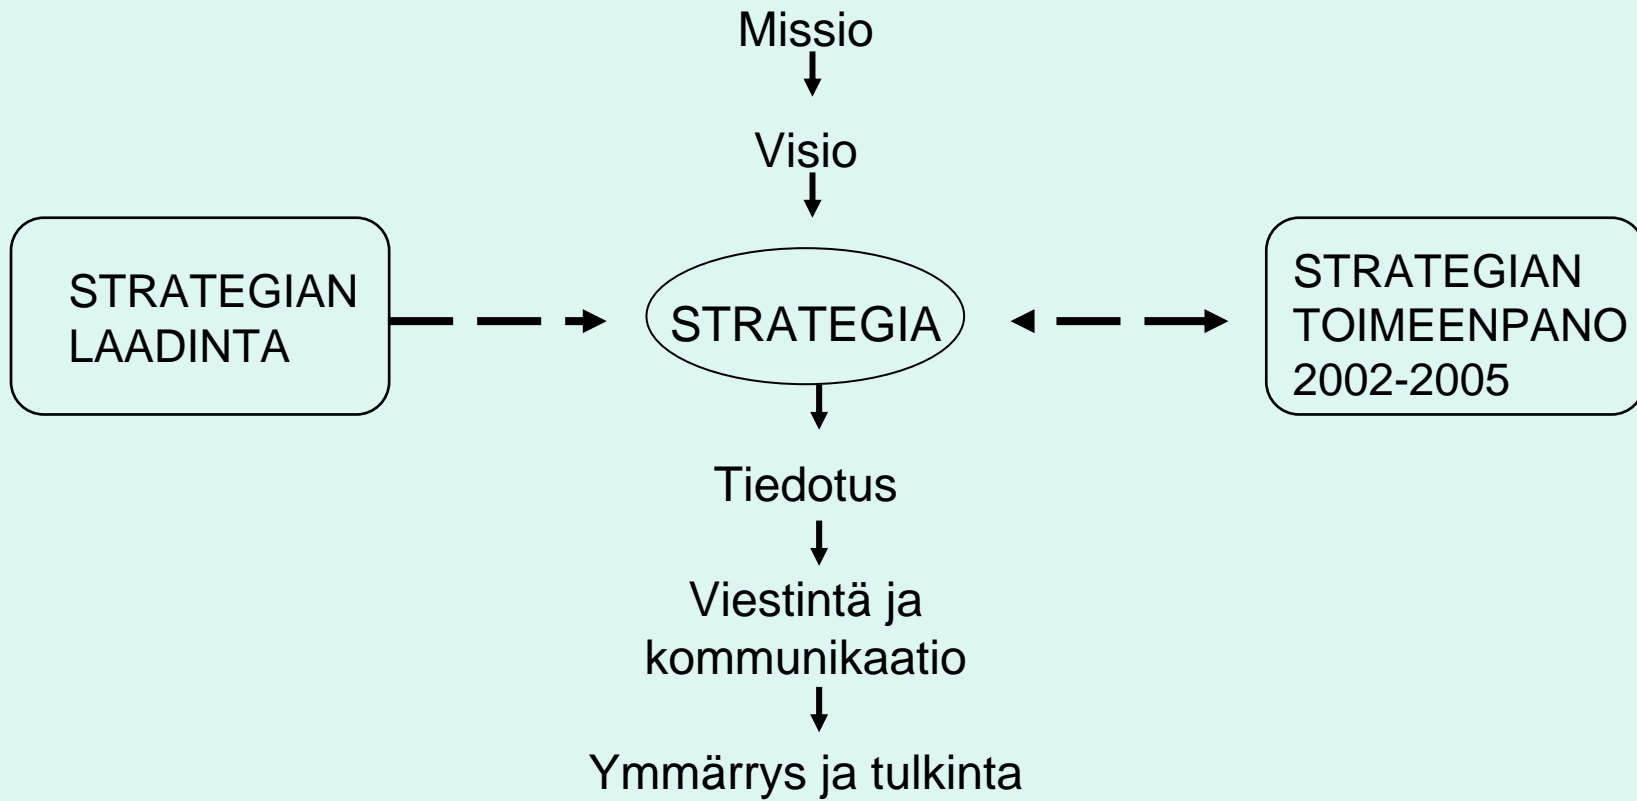 Missio
Visio
STRATEGIAN
LAADINTA
STRATEGIA
STRATEGIAN
TOIMEENPANO
2002-2005
Tiedotus
Viestintä ja
kommunikaatio
Ymmärrys ja tulkinta